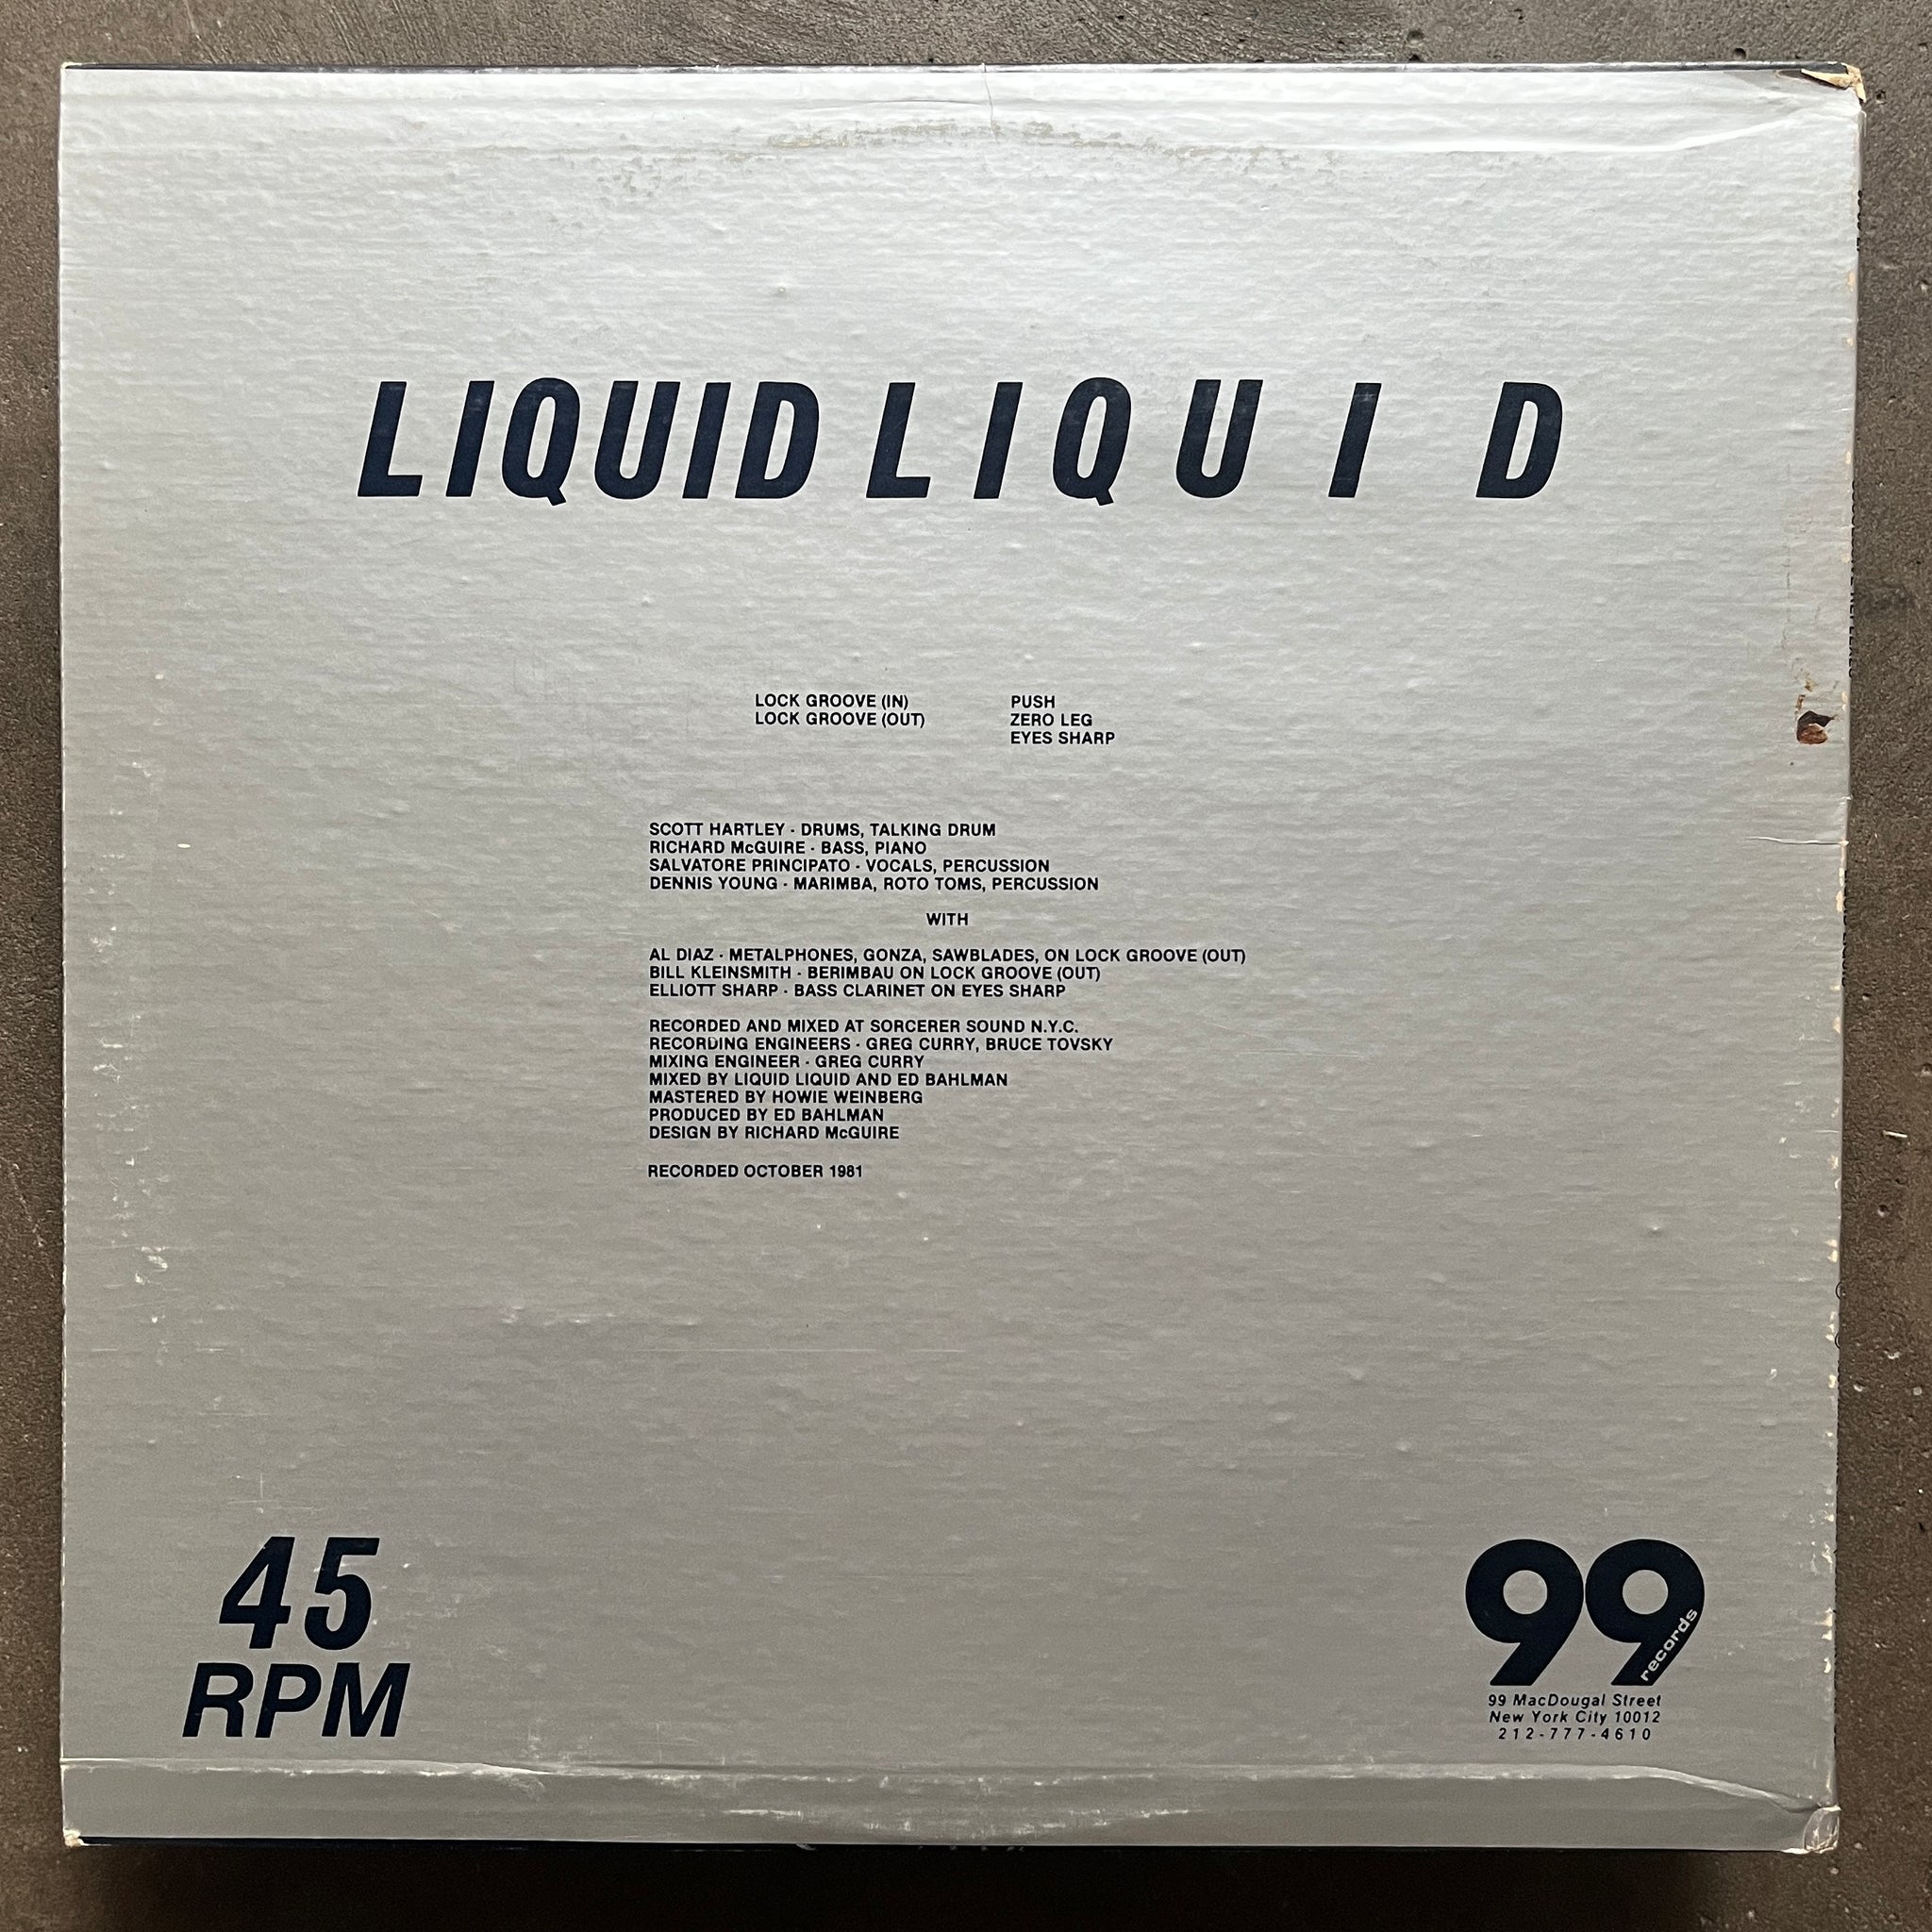 LIQUID LIQUID
LOCK GROOVE (IN)
LOCK GROOVE (OUT)
PUSH
ZERO LEG
EYES SHARP
SCOTT HARTLEY - DRUMS, TALKING DRUM
RICHARD McGUIRE - BASS, PIANO
SALVATORE PRINCIPATO - VOCALS, PERCUSSION
DENNIS YOUNG - MARIMBA, ROTO TOMS, PERCUSSION
WITH
AL DIAZ - METALPHONES, GONZA, SAWBLADES, ON LOCK GROOVE (OUT)
BILL KLEINSMITH - BERIMBAU ON LOCK GROOVE (OUT)
ELLIOTT SHARP - BASS CLARINET ON EYES SHARP
RECORDED AND MIXED AT SORCERER SOUND N.Y.C.
RECORDING ENGINEERS - GREG CURRY, BRUCE TOVSKY
MIXING ENGINEER - GREG CURRY
MIXED BY LIQUID LIQUID AND ED BAHLMAN
MASTERED BY HOWIE WEINBERG
PRODUCED BY ED BAHLMAN
DESIGN BY RICHARD McGUIRE
RECORDED OCTOBER 1981
45
RPM
99
records
99 MacDougal Street
New York City 10012
212-777-4610